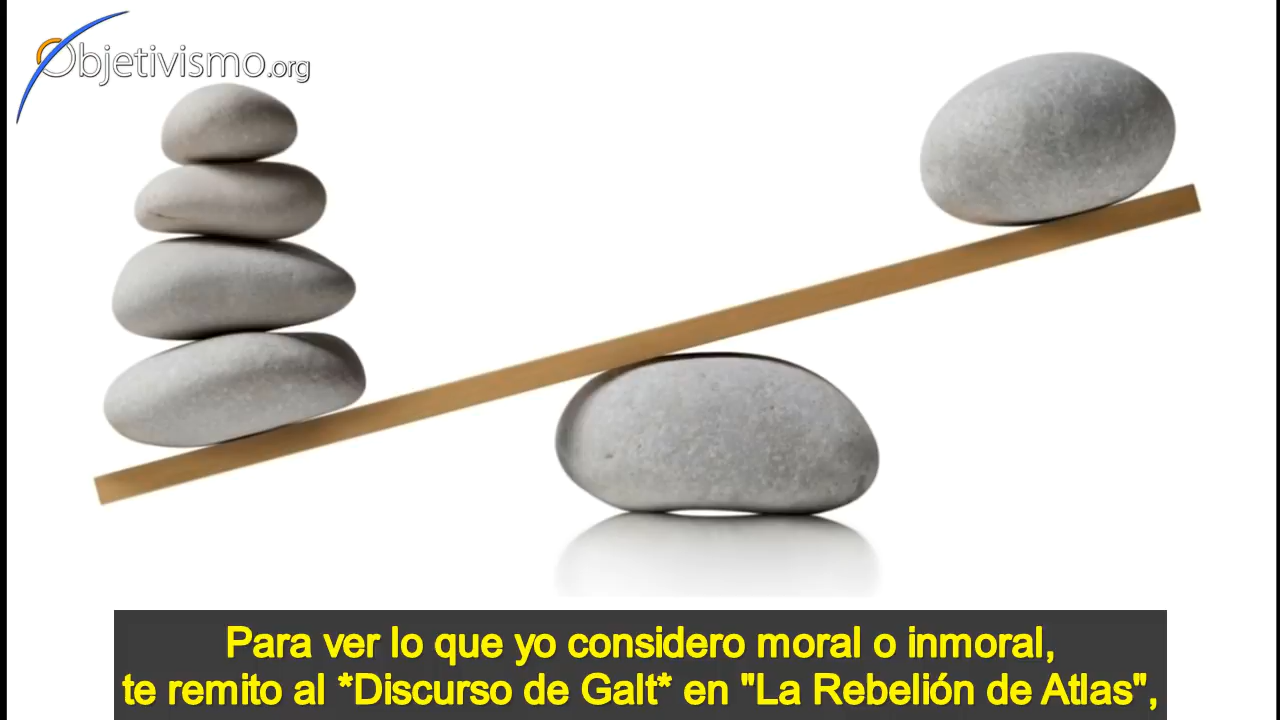 Objetivismo.org
Para ver lo que yo considero moral o inmoral,
te remito al *Discurso de Galt* en "La Rebelión de Atlas",